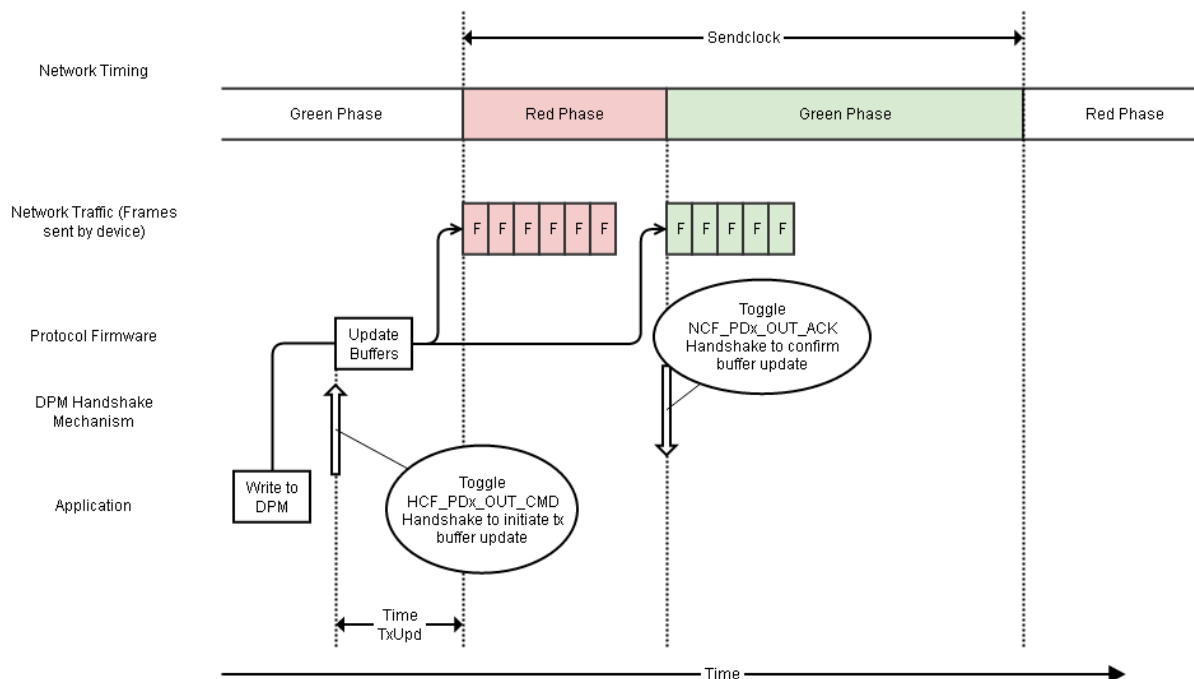 Sendclock
Network Timing
Green Phase
Red Phase
Green Phase
Red Phase
Network Traffic (Frames
sent by device)
F F F F F F
F F F F F
Toggle
NCF_PDx_OUT_ACK
Handshake to confirm
buffer update
Protocol Firmware
Update
Buffers
DPM Handshake
Mechanism
Application
Write to
DPM
Toggle
HCF_PDx_OUT_CMD
Handshake to initiate tx
buffer update
Time
TxUpd
Time